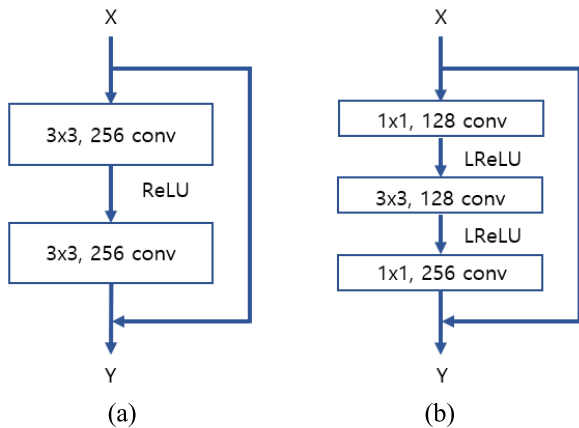 X
3x3, 256 conv
ReLU
3x3, 256 conv
Y
(a)
X
1x1, 128 conv
LReLU
3x3, 128 conv
LReLU
1x1, 256 conv
Y
(b)